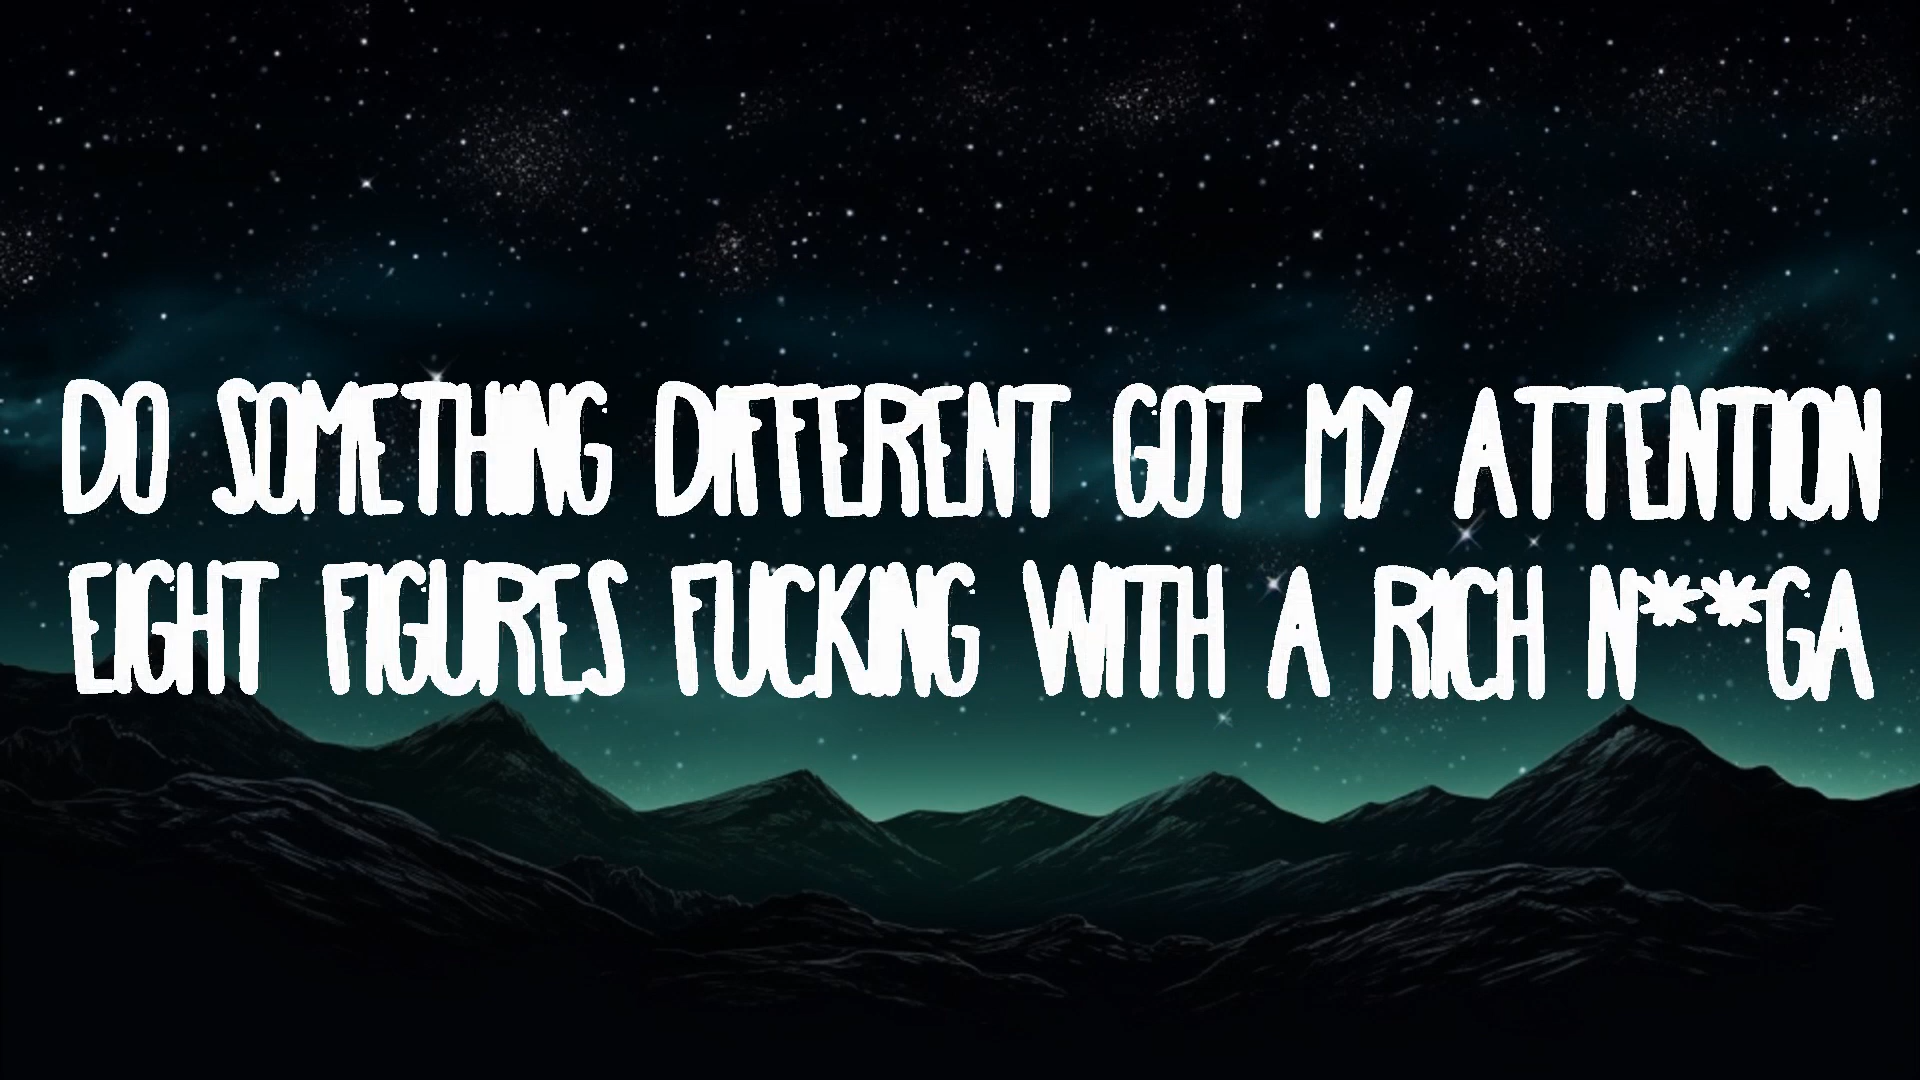 DO SOMETHING DIFFERENT GOT MY ATTENTION
EIGHT FIGURES FUCKING WITH A RICH N**GA